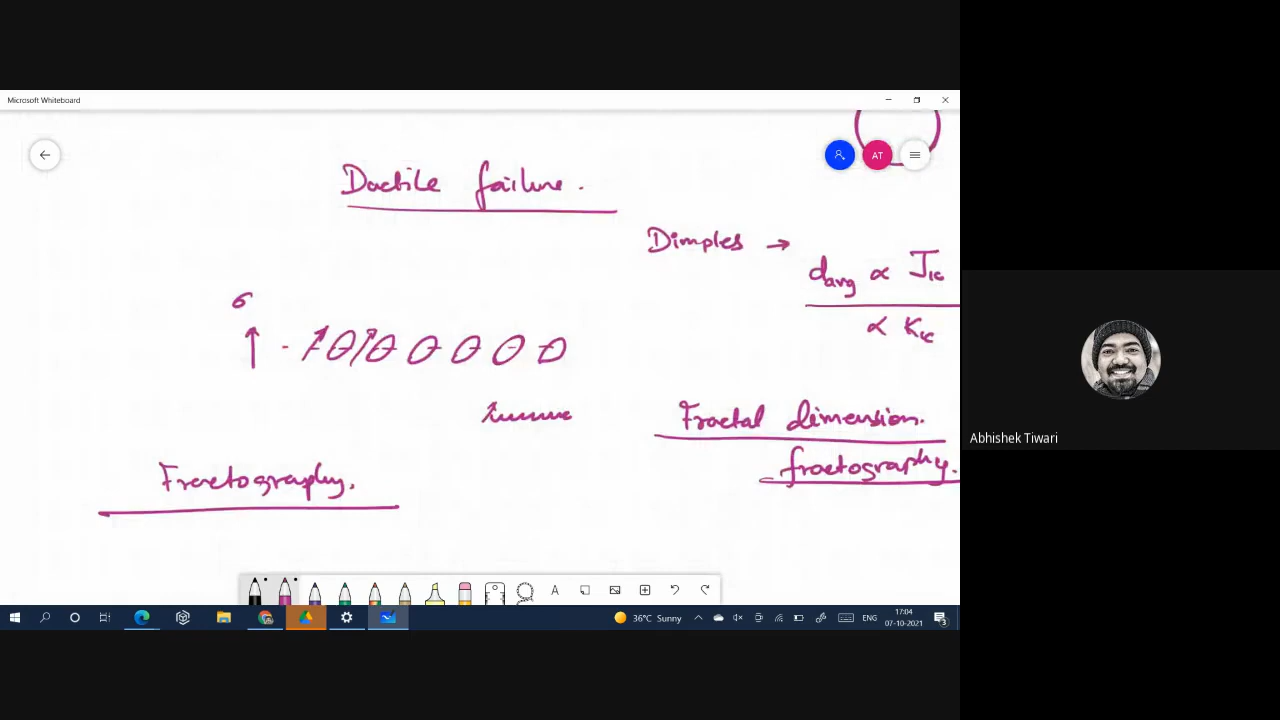 Microsoft Whiteboard
AT
Ductile failure.
Dimples →
davg ∝ JIC
∝ KIC
σ
Fractal dimension.
fractography.
Fractography.
Abhishek Tiwari
A
36°C Sunny
ENG
17:04
07-10-2021
3